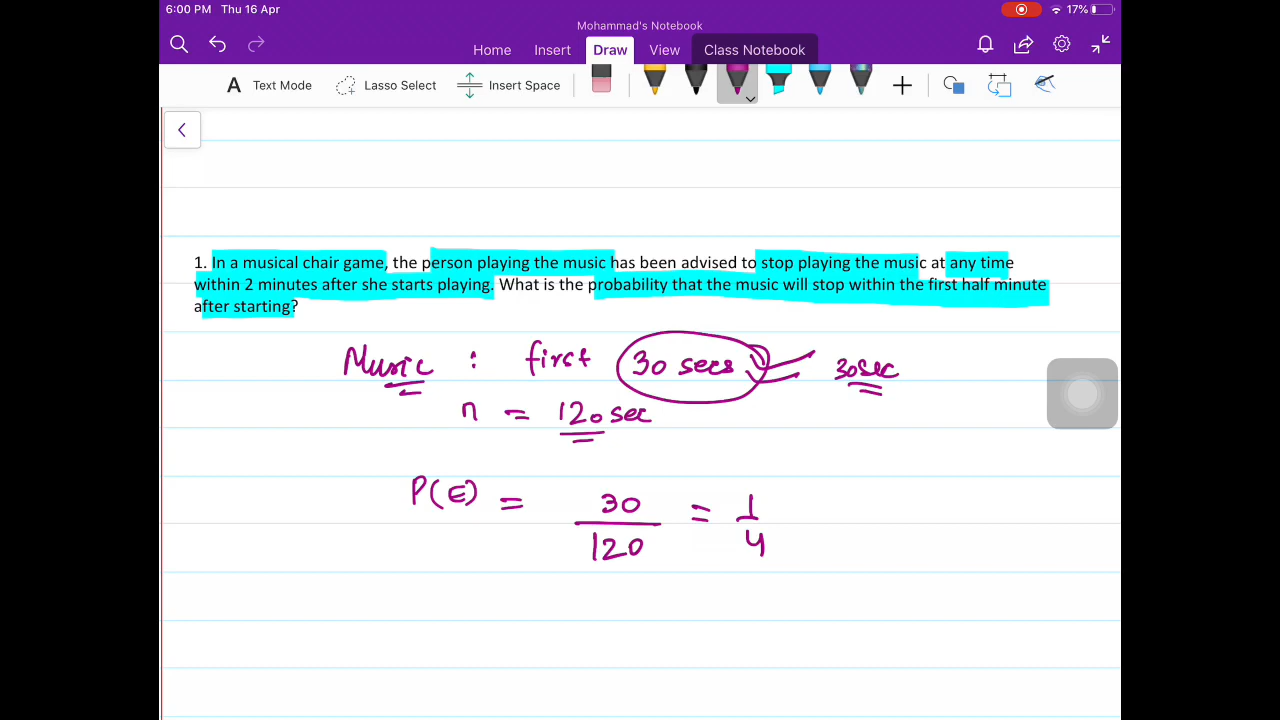 6:00 PM Thu 16 Apr
17%
Mohammad's Notebook
Home Insert Draw View Class Notebook
A Text Mode Lasso Select Insert Space
1. In a musical chair game, the person playing the music has been advised to stop playing the music at any time
within 2 minutes after she starts playing. What is the probability that the music will stop within the first half minute
after starting?
Music : first 30 secs 30sec
n = 120 sec
P(E) = 30/120 = 1/4